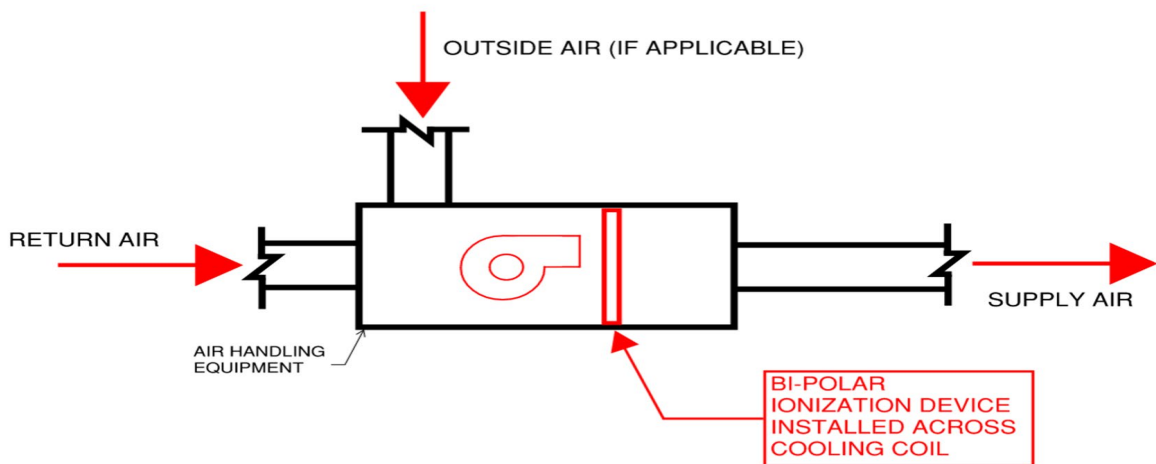 OUTSIDE AIR (IF APPLICABLE)
RETURN AIR
SUPPLY AIR
AIR HANDLING
EQUIPMENT
BI-POLAR
IONIZATION DEVICE
INSTALLED ACROSS
COOLING COIL